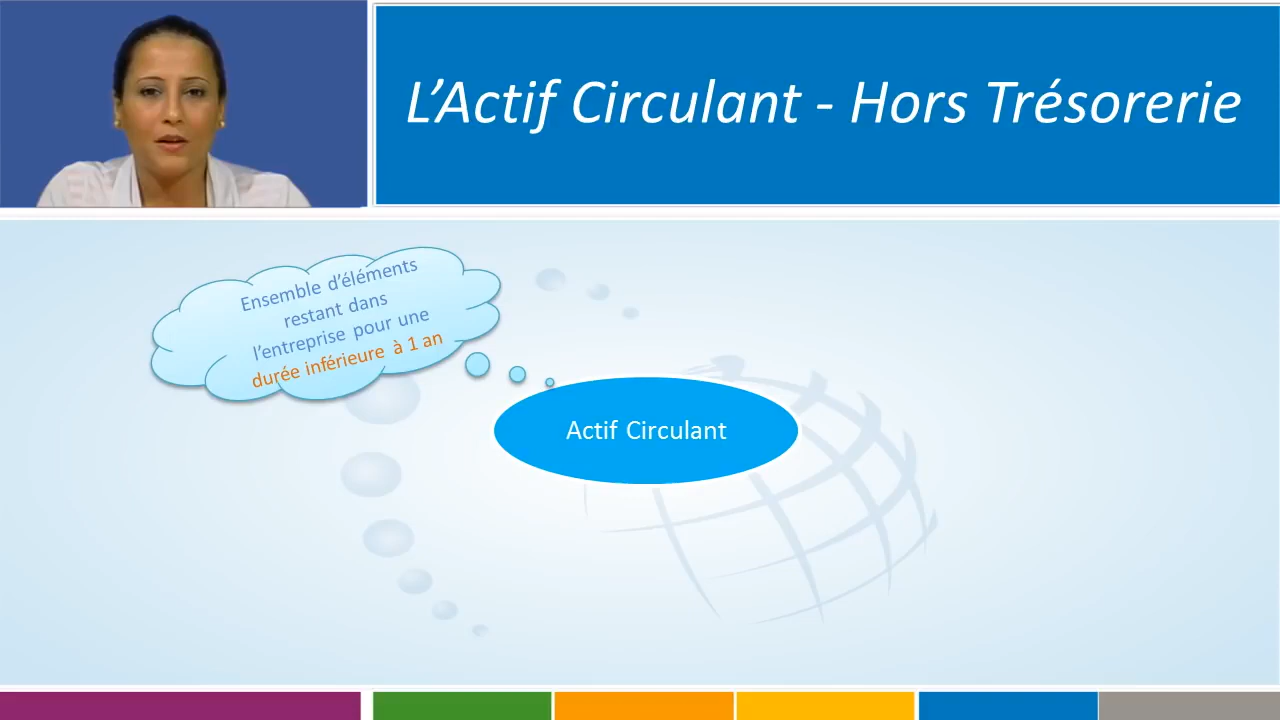 L'Actif Circulant - Hors Trésorerie
Ensemble d'éléments
restant dans
l'entreprise pour une
durée inférieure à 1 an
Actif Circulant